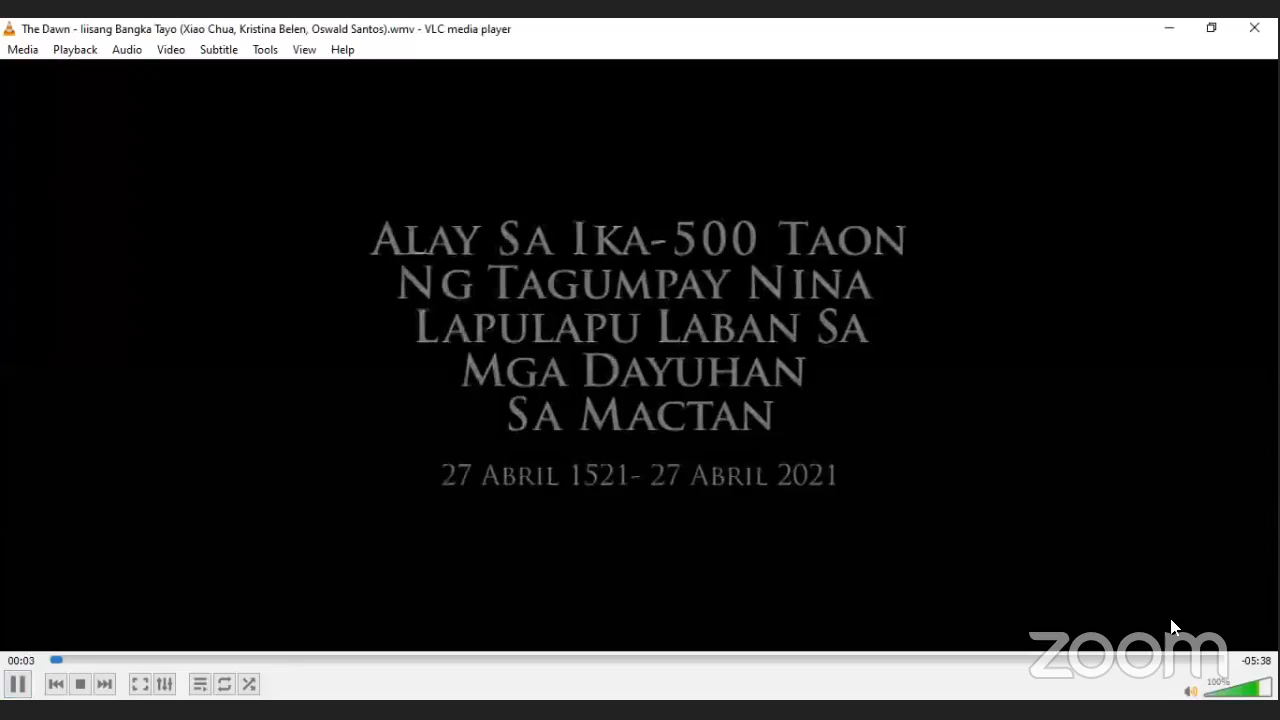 The Dawn - Iiisang Bangka Tayo (Xiao Chua, Kristina Belen, Oswald Santos).wmv - VLC media player
Media Playback Audio Video Subtitle Tools View Help
ALAY SA IKA-500 TAON
NG TAGUMPAY NINA
LAPULAPU LABAN SA
MGA DAYUHAN
SA MACTAN
27 ABRIL 1521- 27 ABRIL 2021
zoom
00:03 -05:38
100%